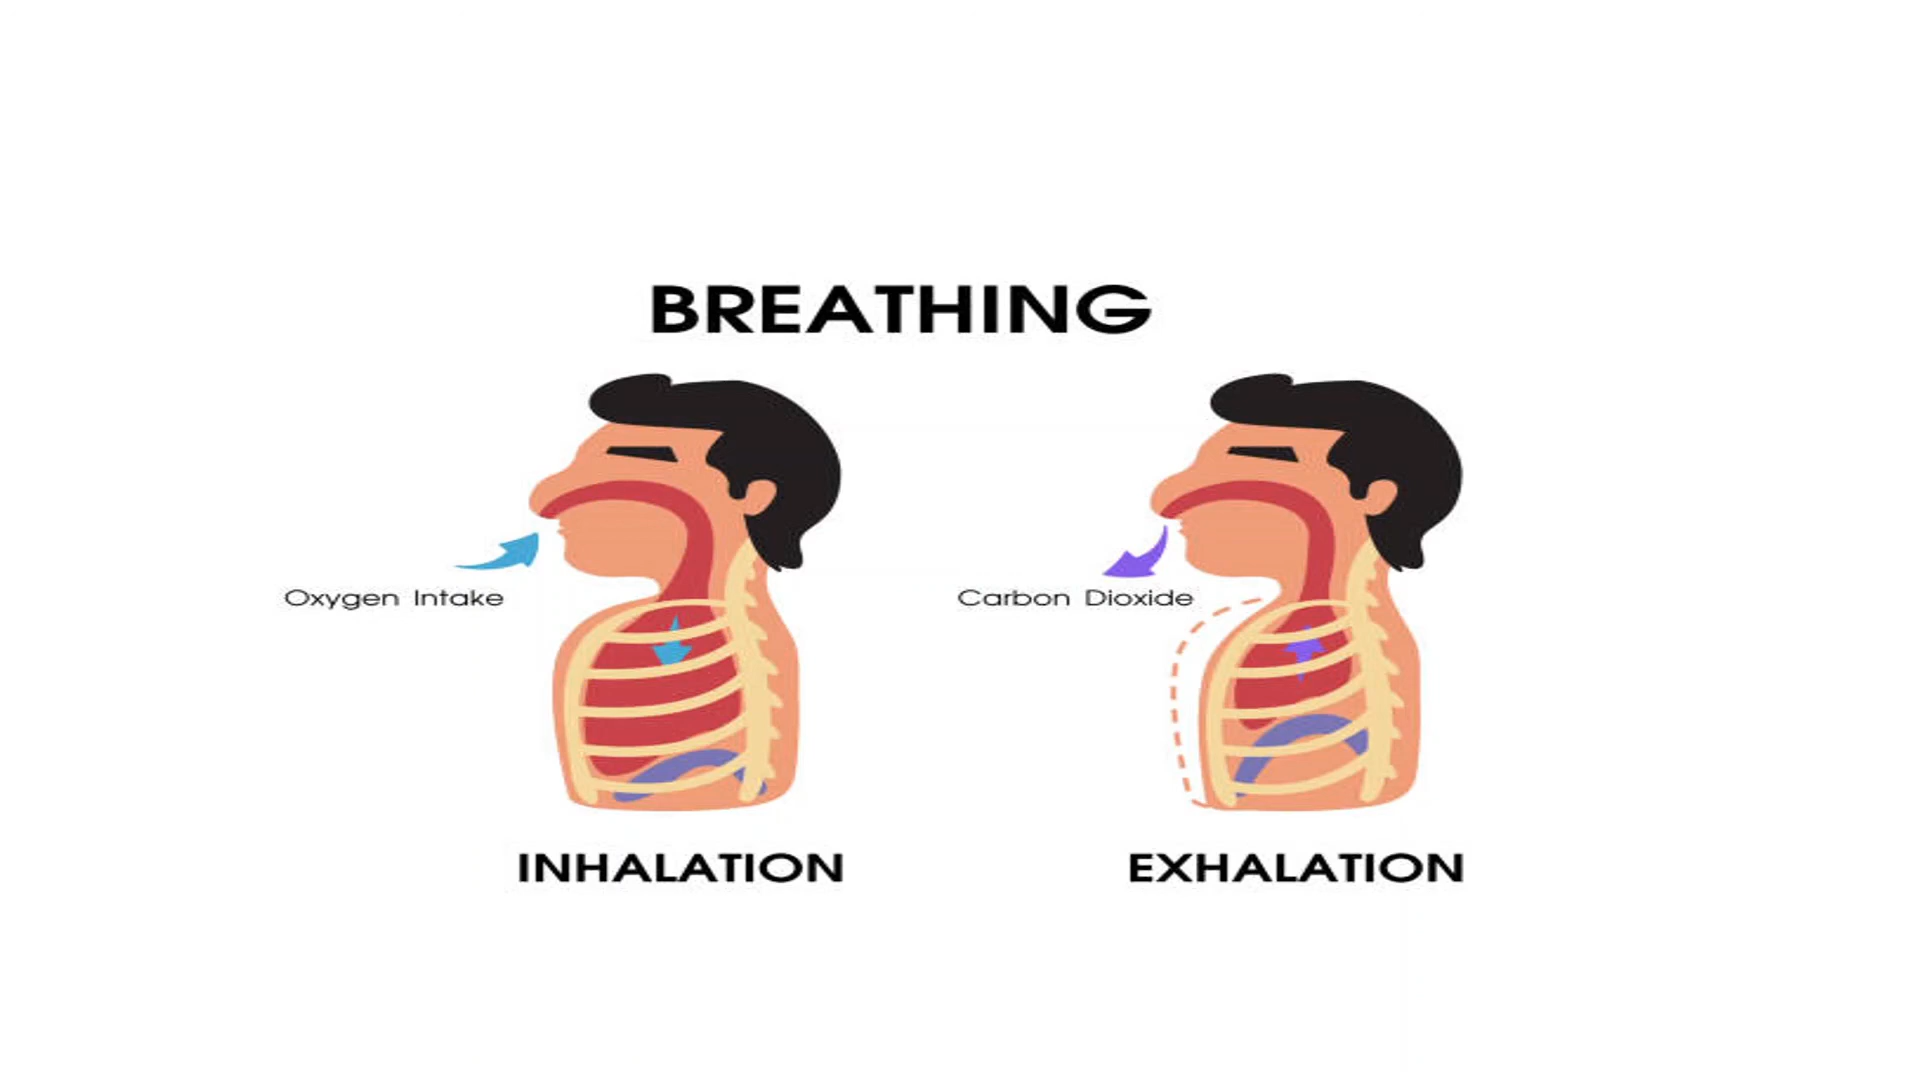 BREATHING
Oxygen Intake
Carbon Dioxide
INHALATION
EXHALATION